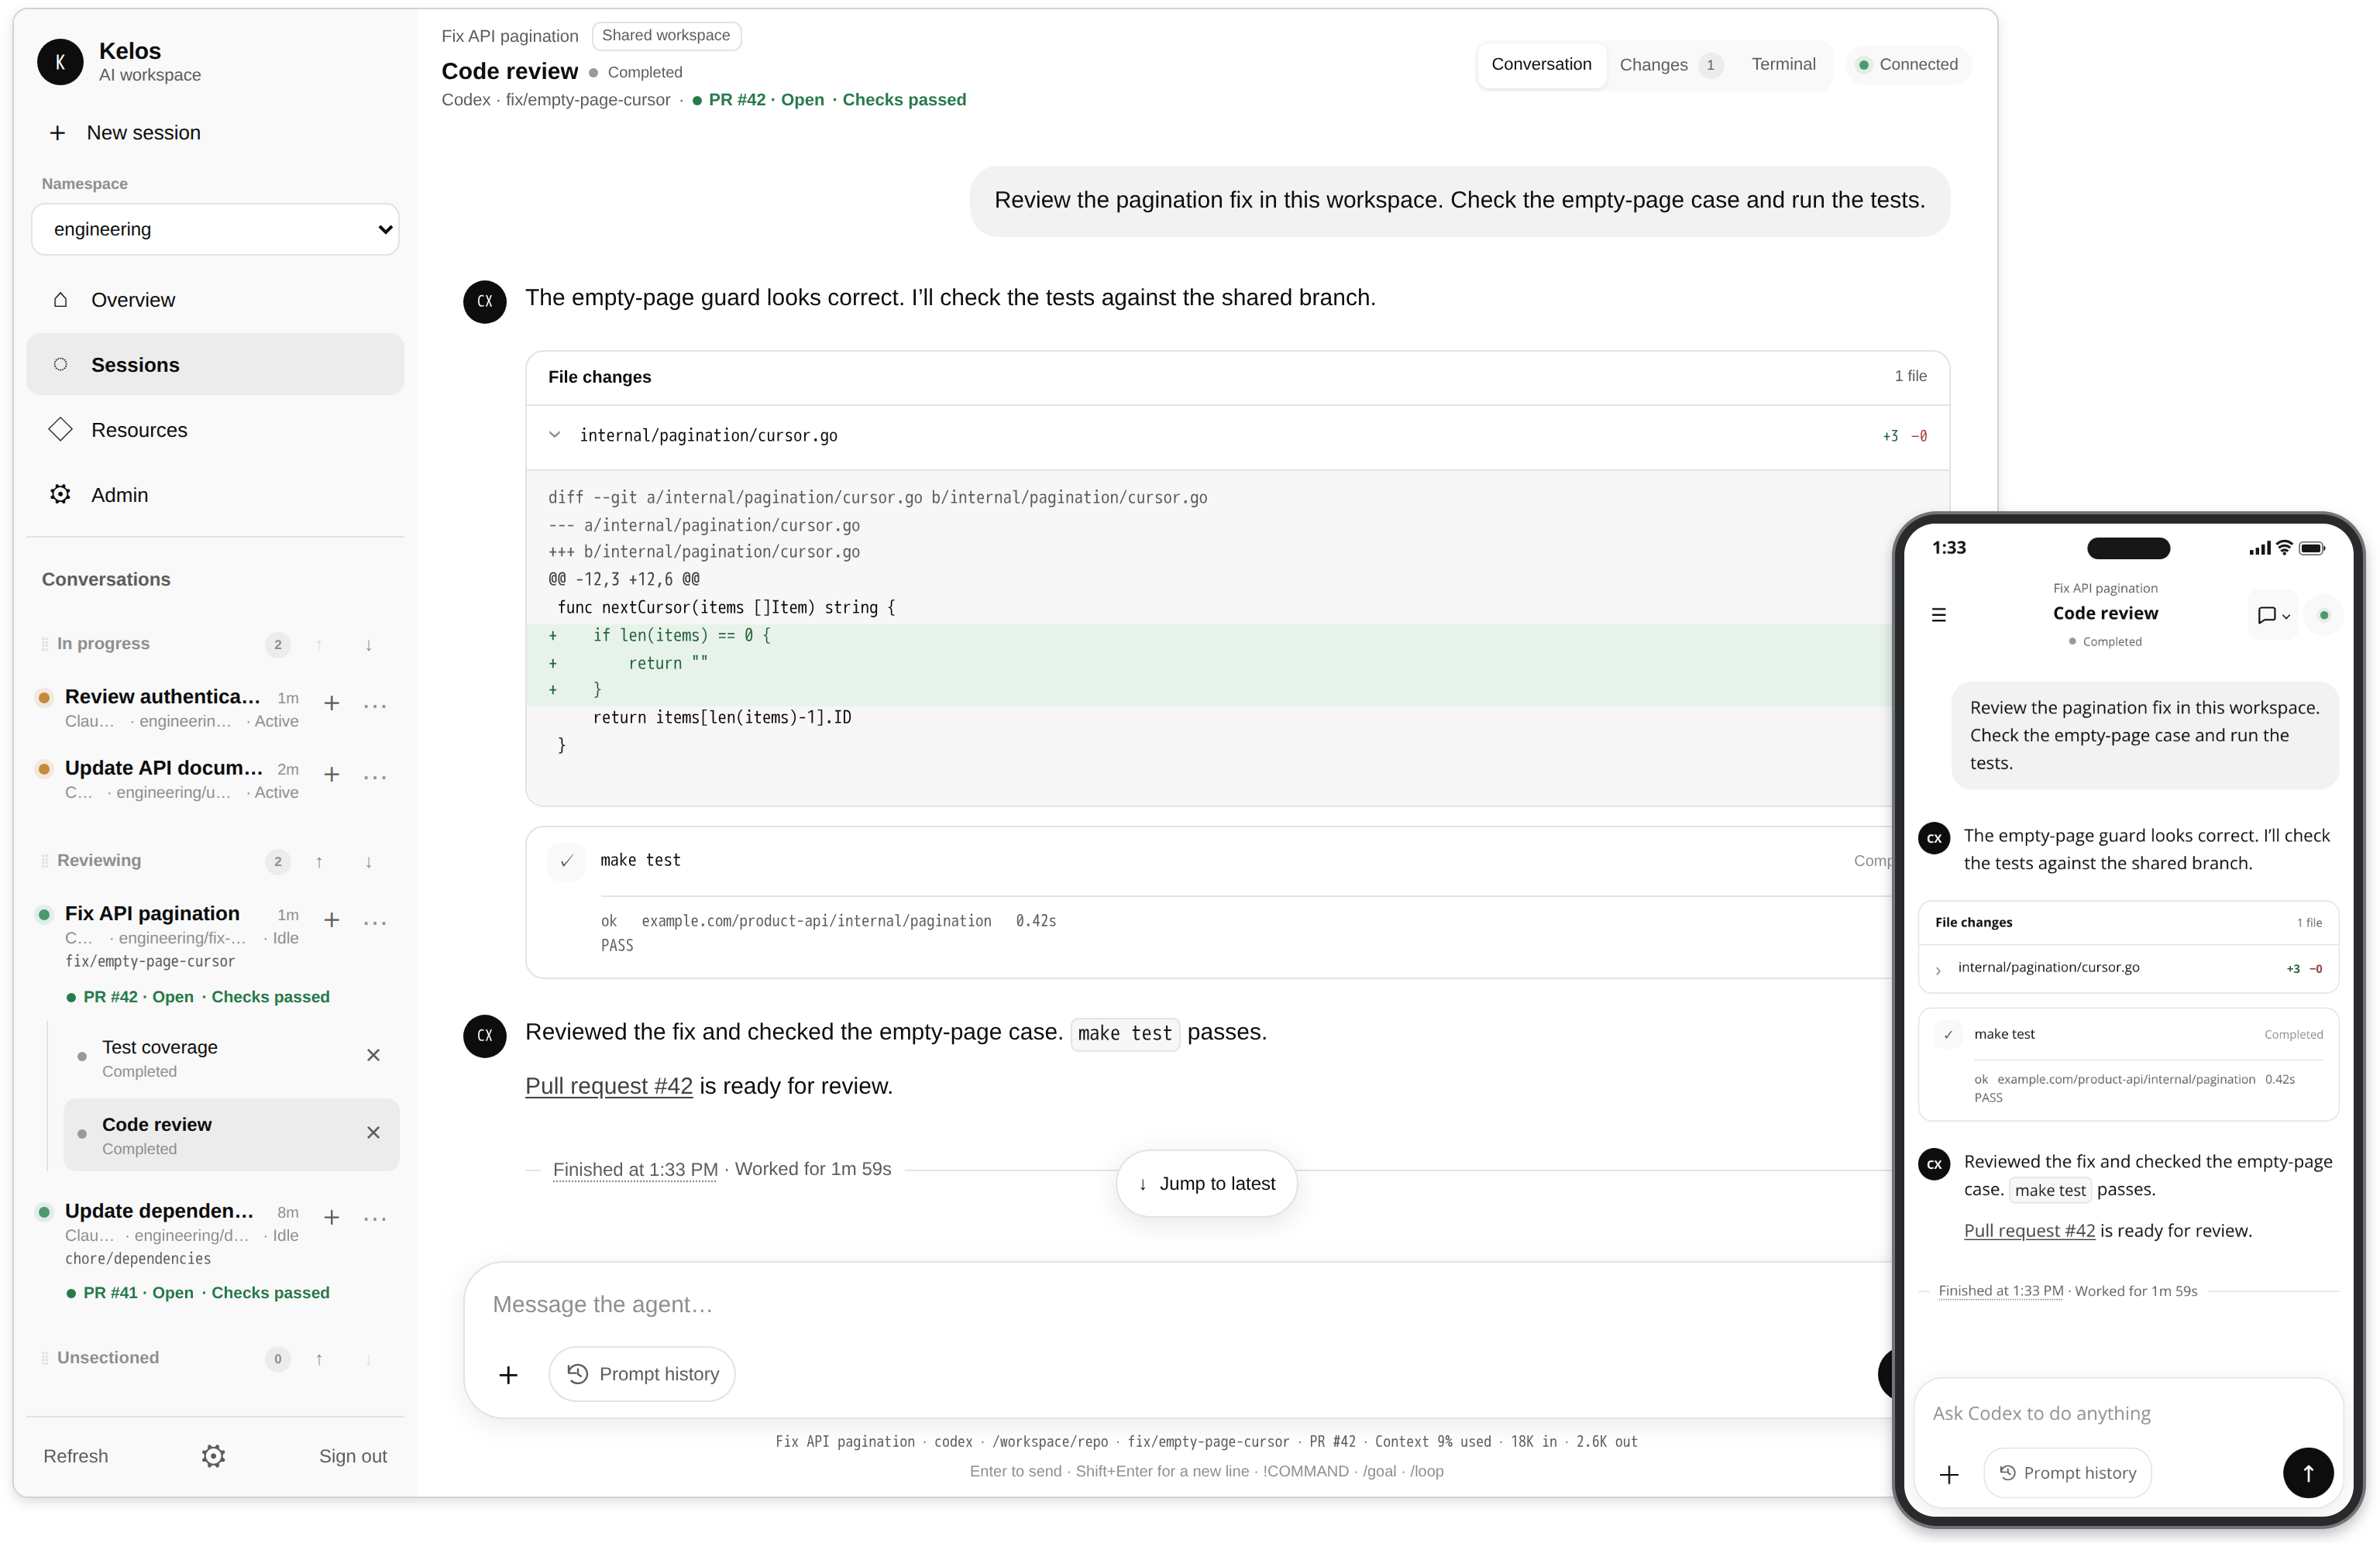 K
Kelos
AI workspace
+ New session
Namespace
engineering
Overview
Sessions
Resources
Admin
Conversations
In progress 2 ↑ ↓
Review authentica… 1m + …
Clau… · engineerin… · Active
Update API docum… 2m + …
C… · engineering/u… · Active
Reviewing 2 ↑ ↓
Fix API pagination 1m + …
C… · engineering/fix-… · Idle
fix/empty-page-cursor
PR #42 · Open · Checks passed
Test coverage ×
Completed
Code review ×
Completed
Update dependen… 8m + …
Clau… · engineering/d… · Idle
chore/dependencies
PR #41 · Open · Checks passed
Unsectioned 0 ↑ ↓
Refresh Sign out
Fix API pagination Shared workspace
Code review Completed
Codex · fix/empty-page-cursor · PR #42 · Open · Checks passed
Conversation Changes 1 Terminal Connected
Review the pagination fix in this workspace. Check the empty-page case and run the tests.
CX The empty-page guard looks correct. I’ll check the tests against the shared branch.
File changes 1 file
internal/pagination/cursor.go +3 −0
diff --git a/internal/pagination/cursor.go b/internal/pagination/cursor.go
--- a/internal/pagination/cursor.go
+++ b/internal/pagination/cursor.go
@@ -12,3 +12,6 @@
func nextCursor(items []Item) string {
+    if len(items) == 0 {
+        return ""
+    }
return items[len(items)-1].ID
}
✓ make test Comp
ok example.com/product-api/internal/pagination 0.42s
PASS
CX Reviewed the fix and checked the empty-page case. make test passes.
Pull request #42 is ready for review.
Finished at 1:33 PM · Worked for 1m 59s
↓ Jump to latest
Message the agent…
+ Prompt history
Fix API pagination · codex · /workspace/repo · fix/empty-page-cursor · PR #42 · Context 9% used · 18K in · 2.6K out
Enter to send · Shift+Enter for a new line · !COMMAND · /goal · /loop
1:33
Fix API pagination
Code review
Completed
Review the pagination fix in this workspace.
Check the empty-page case and run the
tests.
CX The empty-page guard looks correct. I’ll check
the tests against the shared branch.
File changes 1 file
internal/pagination/cursor.go +3 −0
✓ make test Completed
ok example.com/product-api/internal/pagination 0.42s
PASS
CX Reviewed the fix and checked the empty-page
case. make test passes.
Pull request #42 is ready for review.
Finished at 1:33 PM · Worked for 1m 59s
Ask Codex to do anything
+ Prompt history ↑